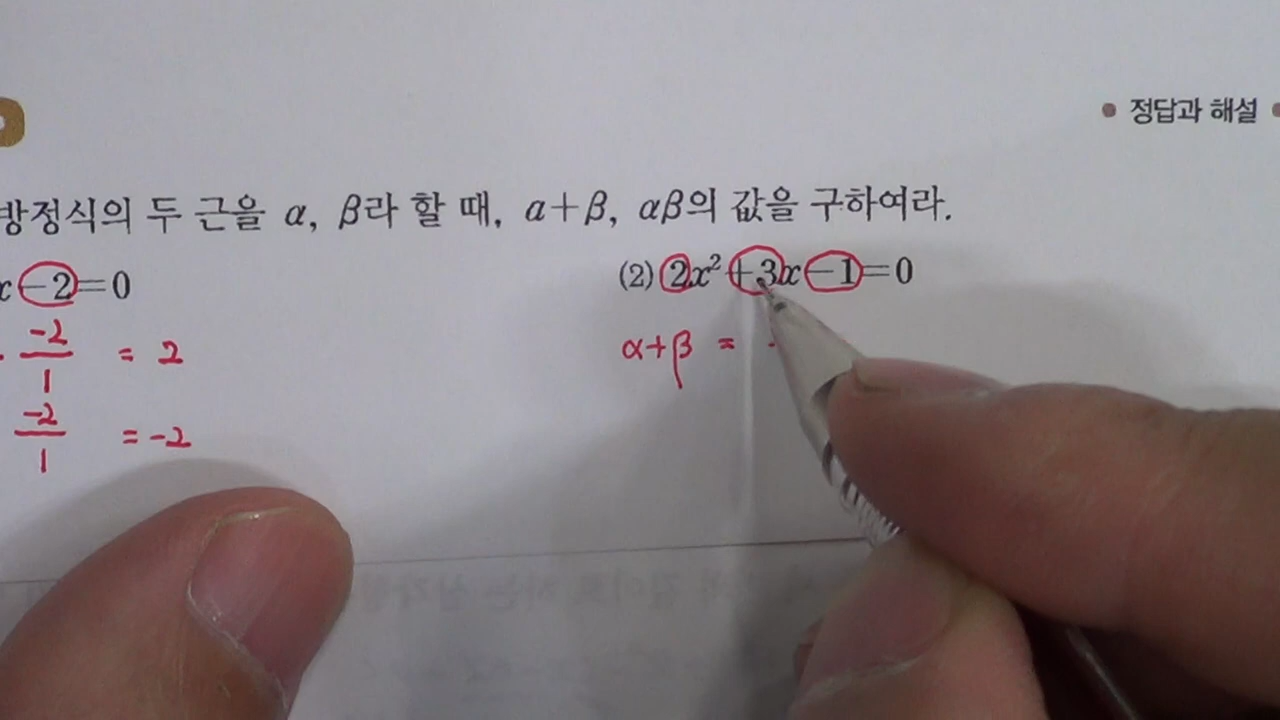 정답과 해설
방정식의 두 근을 α, β라 할 때, α+β, αβ의 값을 구하여라.
x-2=0
-2/1 = 2
-2/1 = -2
(2) 2x²+3x-1=0
α+β = -